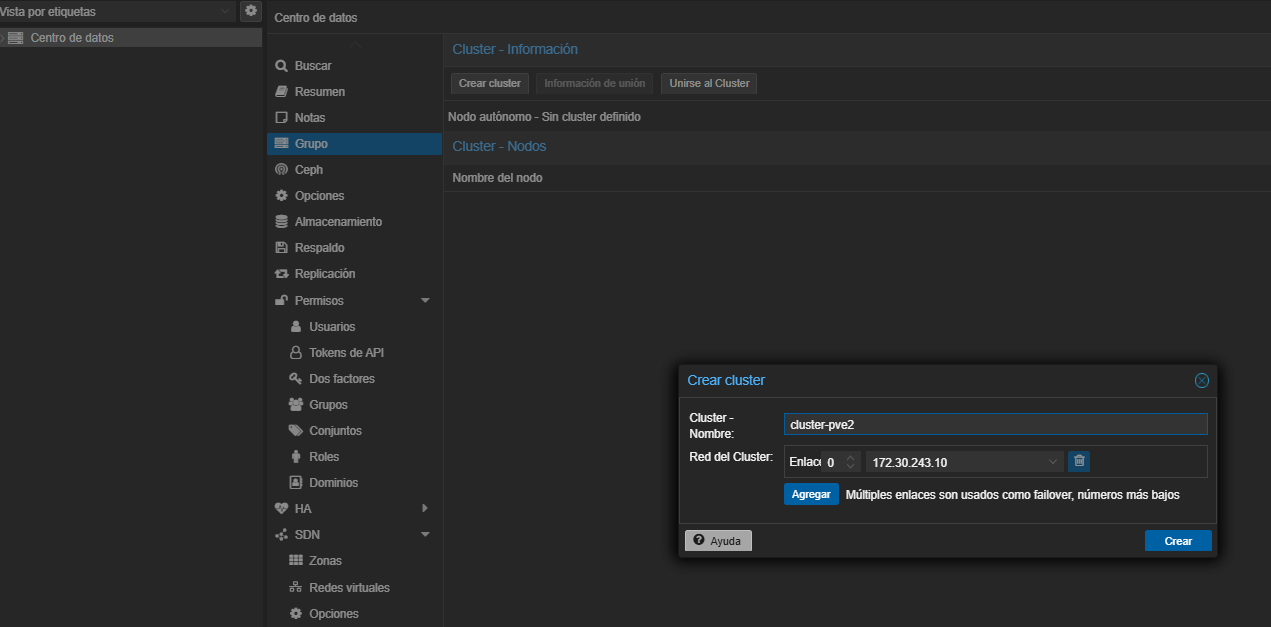 Vista por etiquetas
Centro de datos
Centro de datos
Buscar
Resumen
Notas
Grupo
Ceph
Opciones
Almacenamiento
Respaldo
Replicación
Permisos
Usuarios
Tokens de API
Dos factores
Grupos
Conjuntos
Roles
Dominios
HA
SDN
Zonas
Redes virtuales
Opciones
Cluster - Información
Crear cluster Información de unión Unirse al Cluster
Nodo autónomo - Sin cluster definido
Cluster - Nodos
Nombre del nodo
Crear cluster
Cluster -
Nombre:
cluster-pve2
Red del Cluster: Enlace 0 172.30.243.10
Agregar Múltiples enlaces son usados como failover, números más bajos
Ayuda Crear